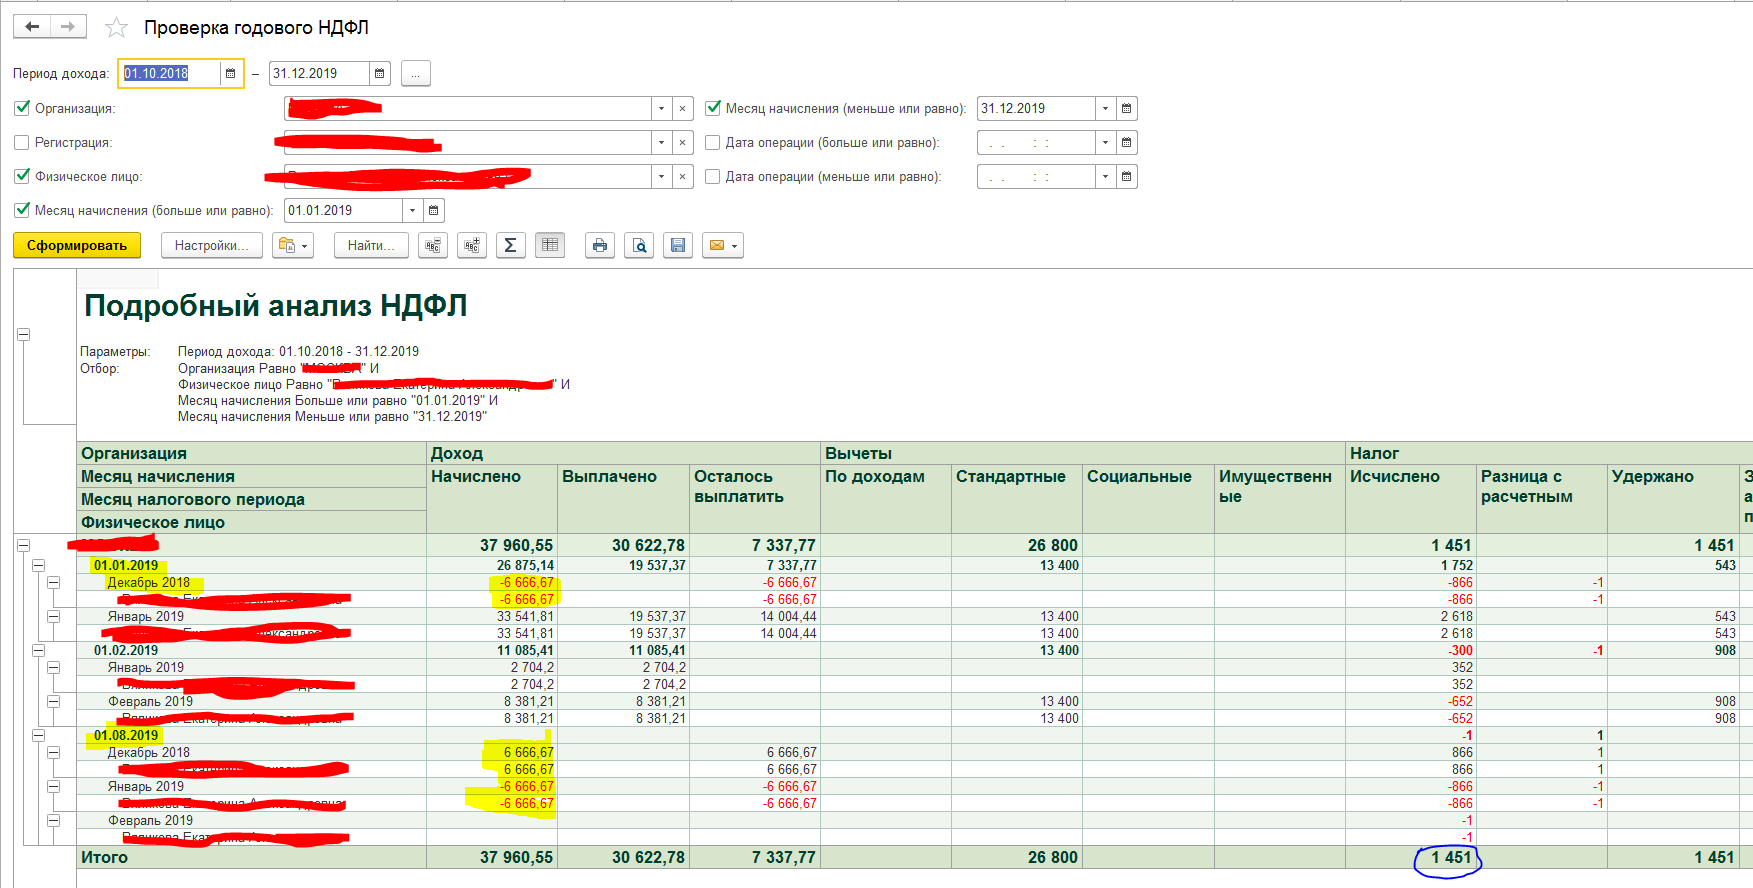 Проверка годового НДФЛ
Период дохода: 01.10.2018 – 31.12.2019 ...
Организация: Месяц начисления (меньше или равно): 31.12.2019
Регистрация: Дата операции (больше или равно): . . : :
Физическое лицо: Дата операции (меньше или равно): . . : :
Месяц начисления (больше или равно): 01.01.2019
Сформировать Настройки... Найти... Σ
Подробный анализ НДФЛ
Параметры: Период дохода: 01.10.2018 - 31.12.2019
Отбор: Организация Равно " " И
Физическое лицо Равно " " И
Месяц начисления Больше или равно "01.01.2019" И
Месяц начисления Меньше или равно "31.12.2019"
Организация Доход Вычеты Налог
Месяц начисления Начислено Выплачено Осталось выплатить По доходам Стандартные Социальные Имущественн ые Исчислено Разница с расчетным Удержано
Месяц налогового периода
Физическое лицо
37 960,55 30 622,78 7 337,77 26 800 1 451 1 451
01.01.2019 26 875,14 19 537,37 7 337,77 13 400 1 752 543
Декабрь 2018 -6 666,67 -6 666,67 -866 -1
-6 666,67 -6 666,67 -866 -1
Январь 2019 33 541,81 19 537,37 14 004,44 13 400 2 618 543
33 541,81 19 537,37 14 004,44 13 400 2 618 543
01.02.2019 11 085,41 11 085,41 13 400 -300 -1 908
Январь 2019 2 704,2 2 704,2 352
2 704,2 2 704,2 352
Февраль 2019 8 381,21 8 381,21 13 400 -652 908
8 381,21 8 381,21 13 400 -652 908
01.08.2019 -1 1
Декабрь 2018 6 666,67 6 666,67 866 1
6 666,67 6 666,67 866 1
Январь 2019 -6 666,67 -6 666,67 -866 -1
-6 666,67 -6 666,67 -866 -1
Февраль 2019 -1
-1
Итого 37 960,55 30 622,78 7 337,77 26 800 1 451 1 451